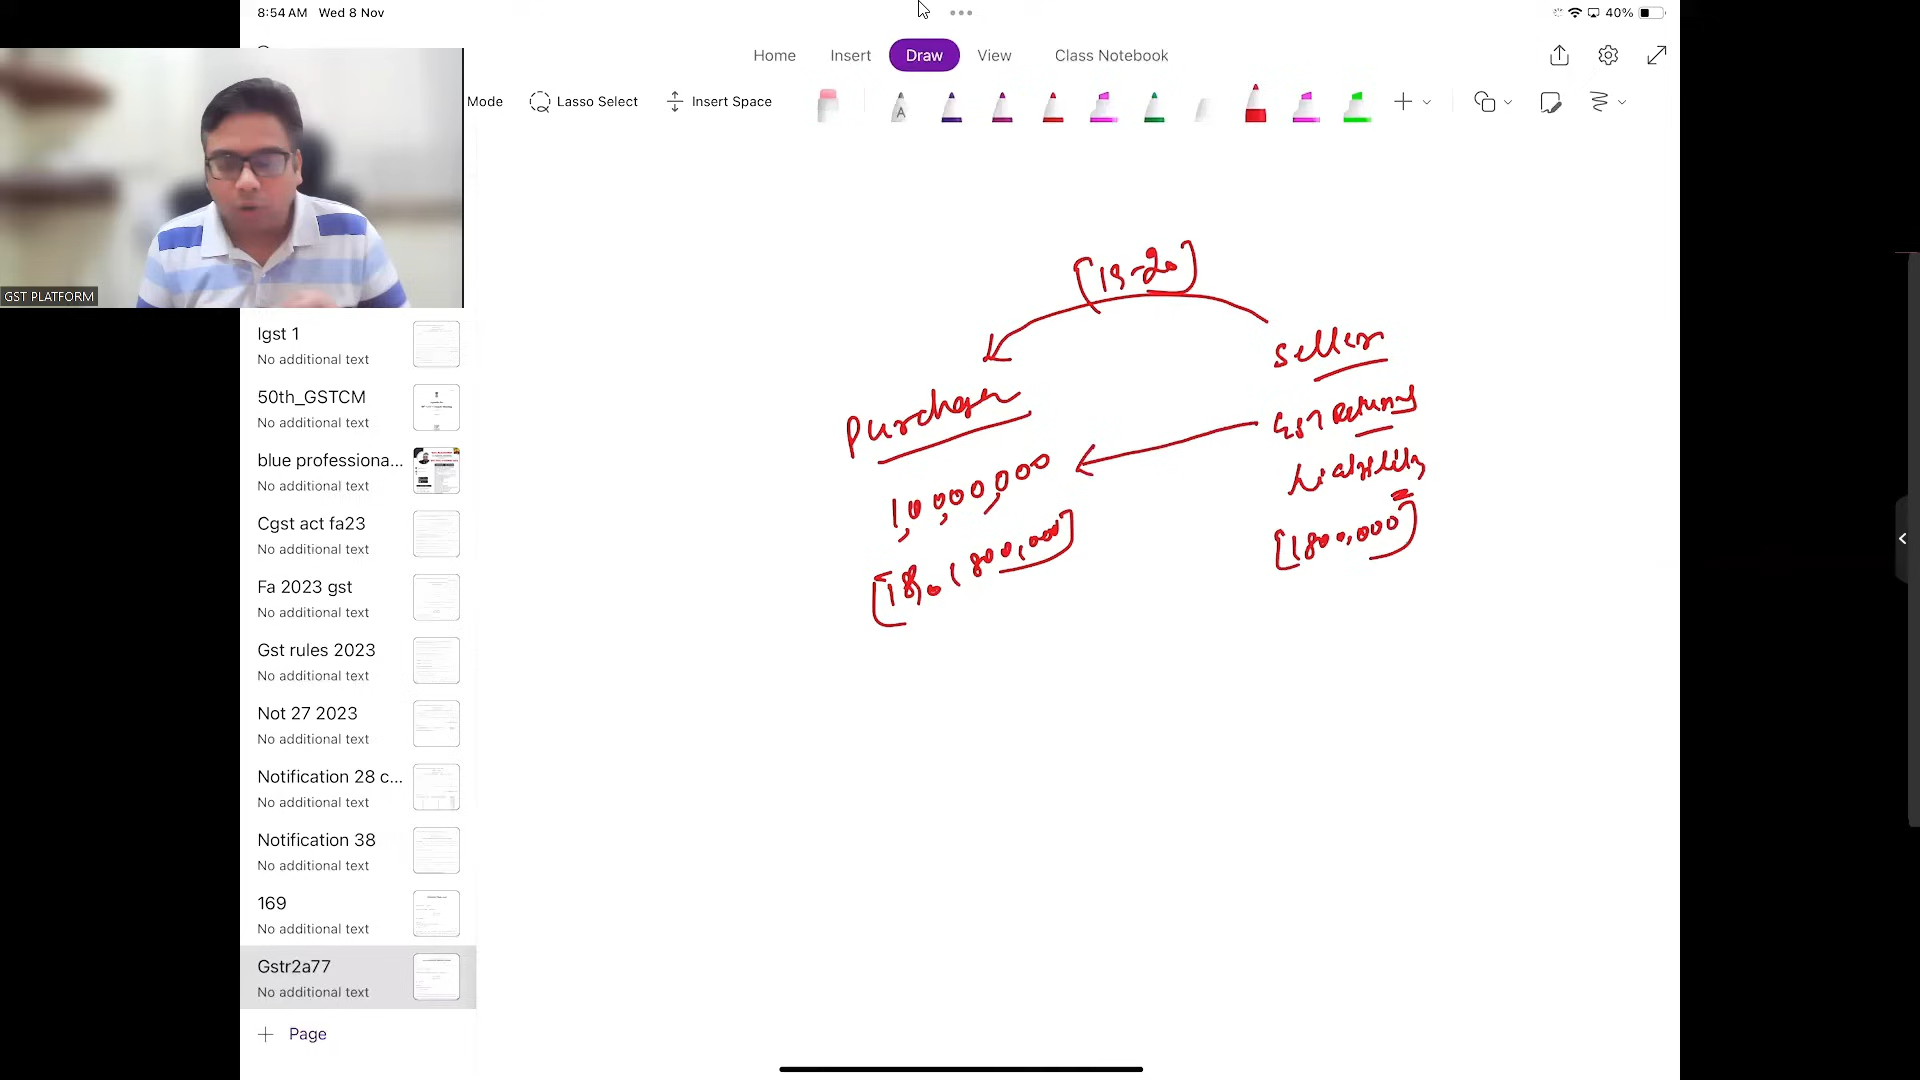 8:54 AM Wed 8 Nov
40%
Home Insert Draw View Class Notebook
Mode Lasso Select Insert Space
A
GST PLATFORM
Igst 1
No additional text
50th_GSTCM
No additional text
blue professiona...
No additional text
Cgst act fa23
No additional text
Fa 2023 gst
No additional text
Gst rules 2023
No additional text
Not 27 2023
No additional text
Notification 28 c...
No additional text
Notification 38
No additional text
169
No additional text
Gstr2a77
No additional text
+ Page
[19-20]
Seller
Purchaser
GST Returns
Liability
1,00,00,000
[1800,000]
1800,000]